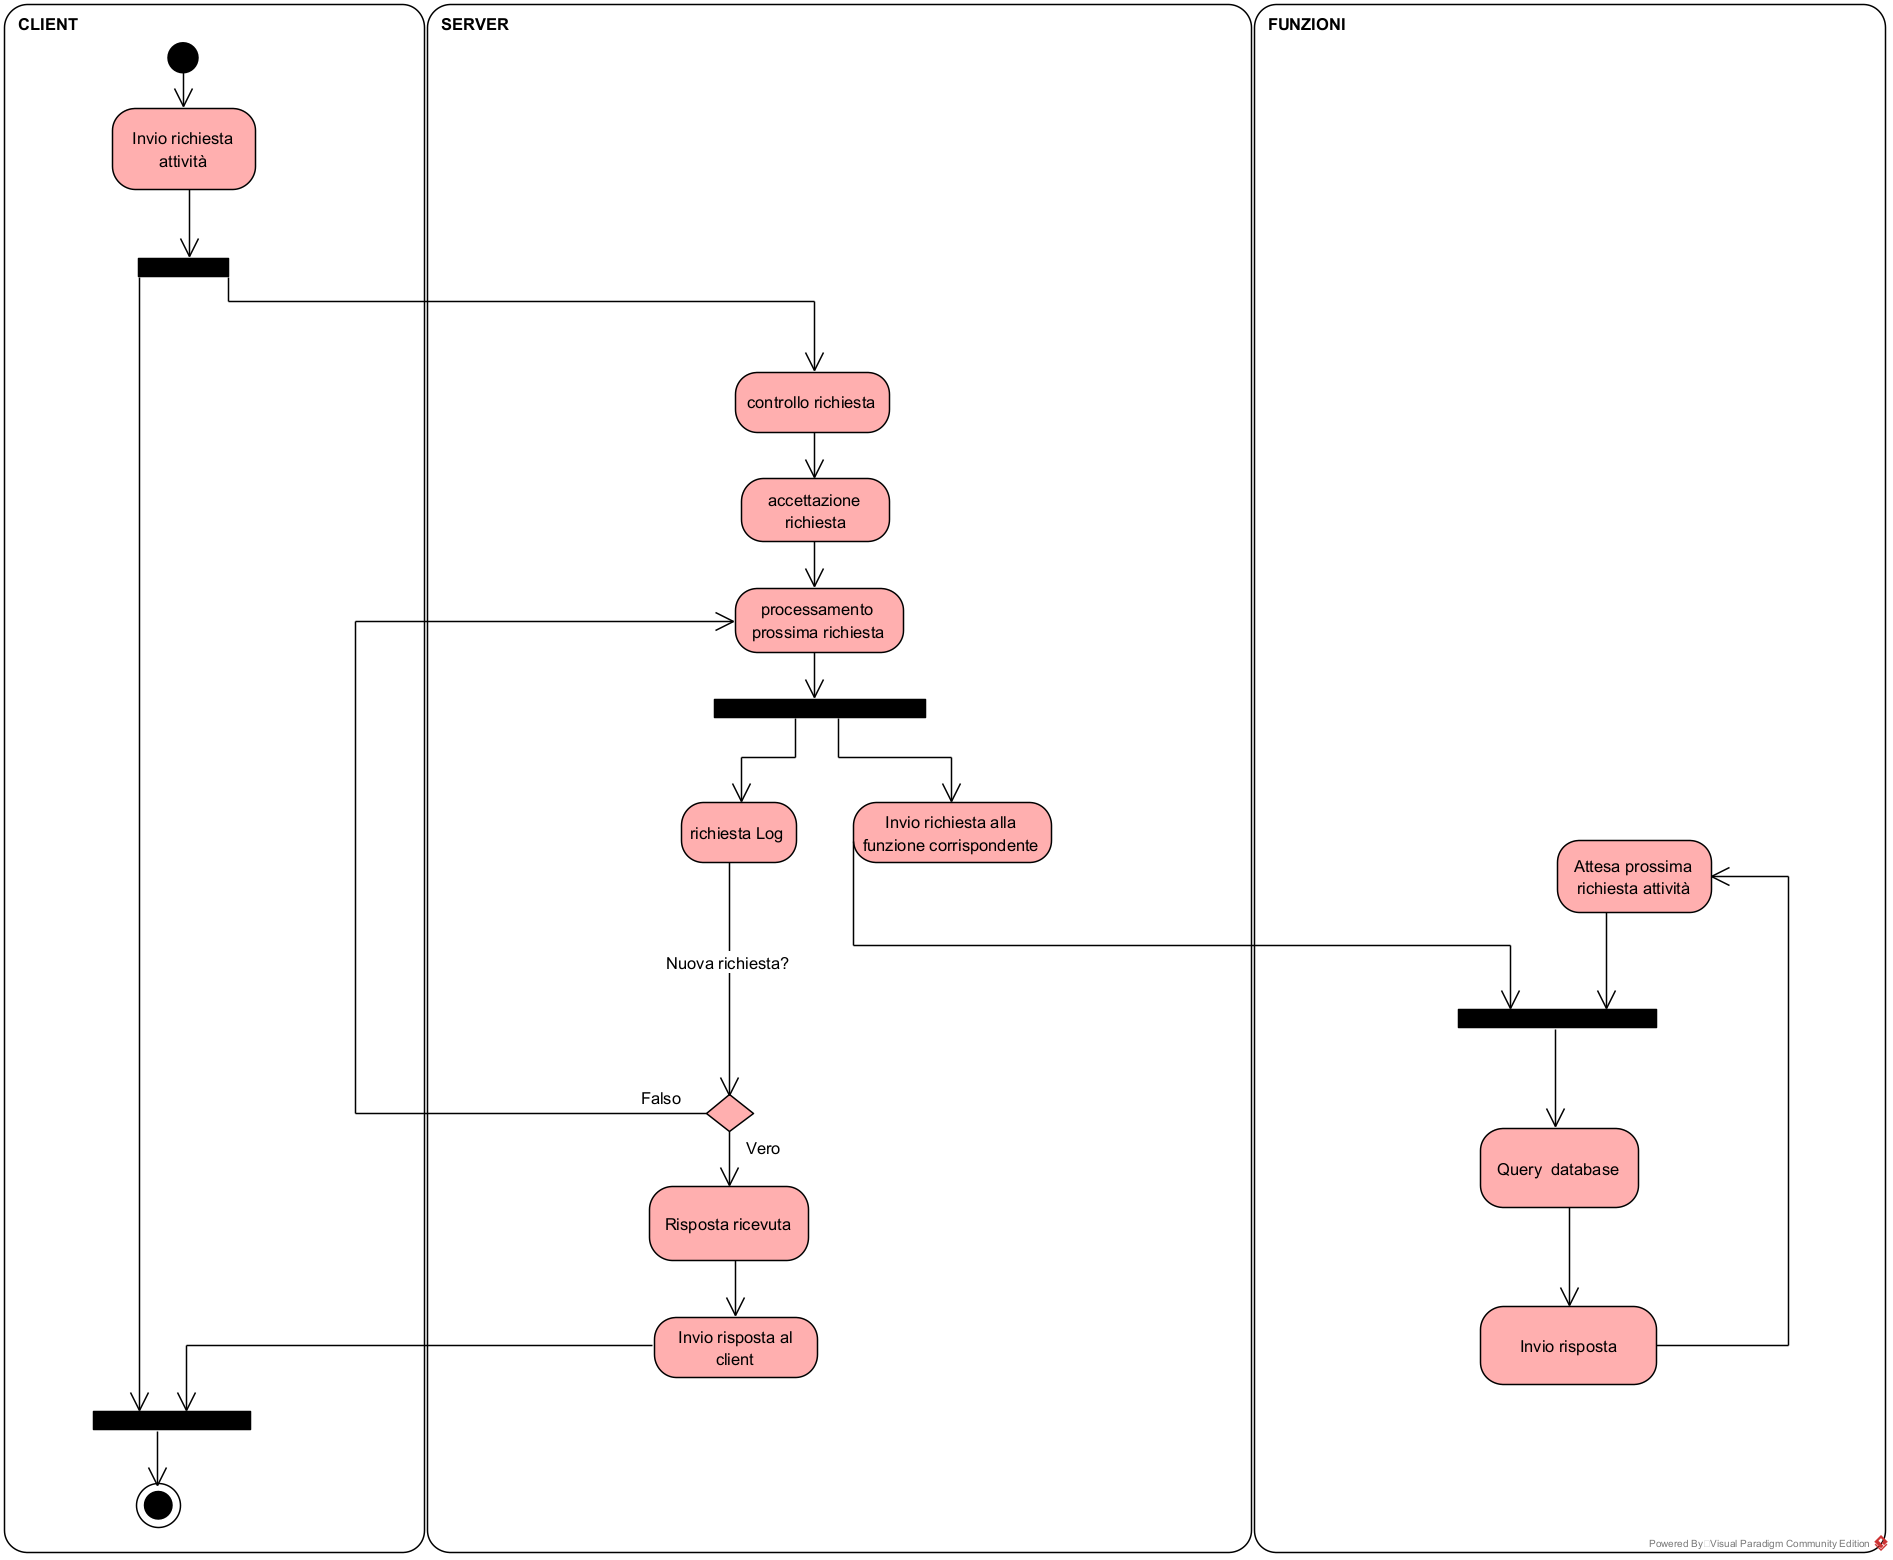 CLIENT
SERVER
FUNZIONI
Invio richiesta
attività
controllo richiesta
accettazione
richiesta
processamento
prossima richiesta
richiesta Log
Invio richiesta alla
funzione corrispondente
Attesa prossima
richiesta attività
Nuova richiesta?
Falso
Vero
Query  database
Risposta ricevuta
Invio risposta al
client
Invio risposta
Powered By Visual Paradigm Community Edition